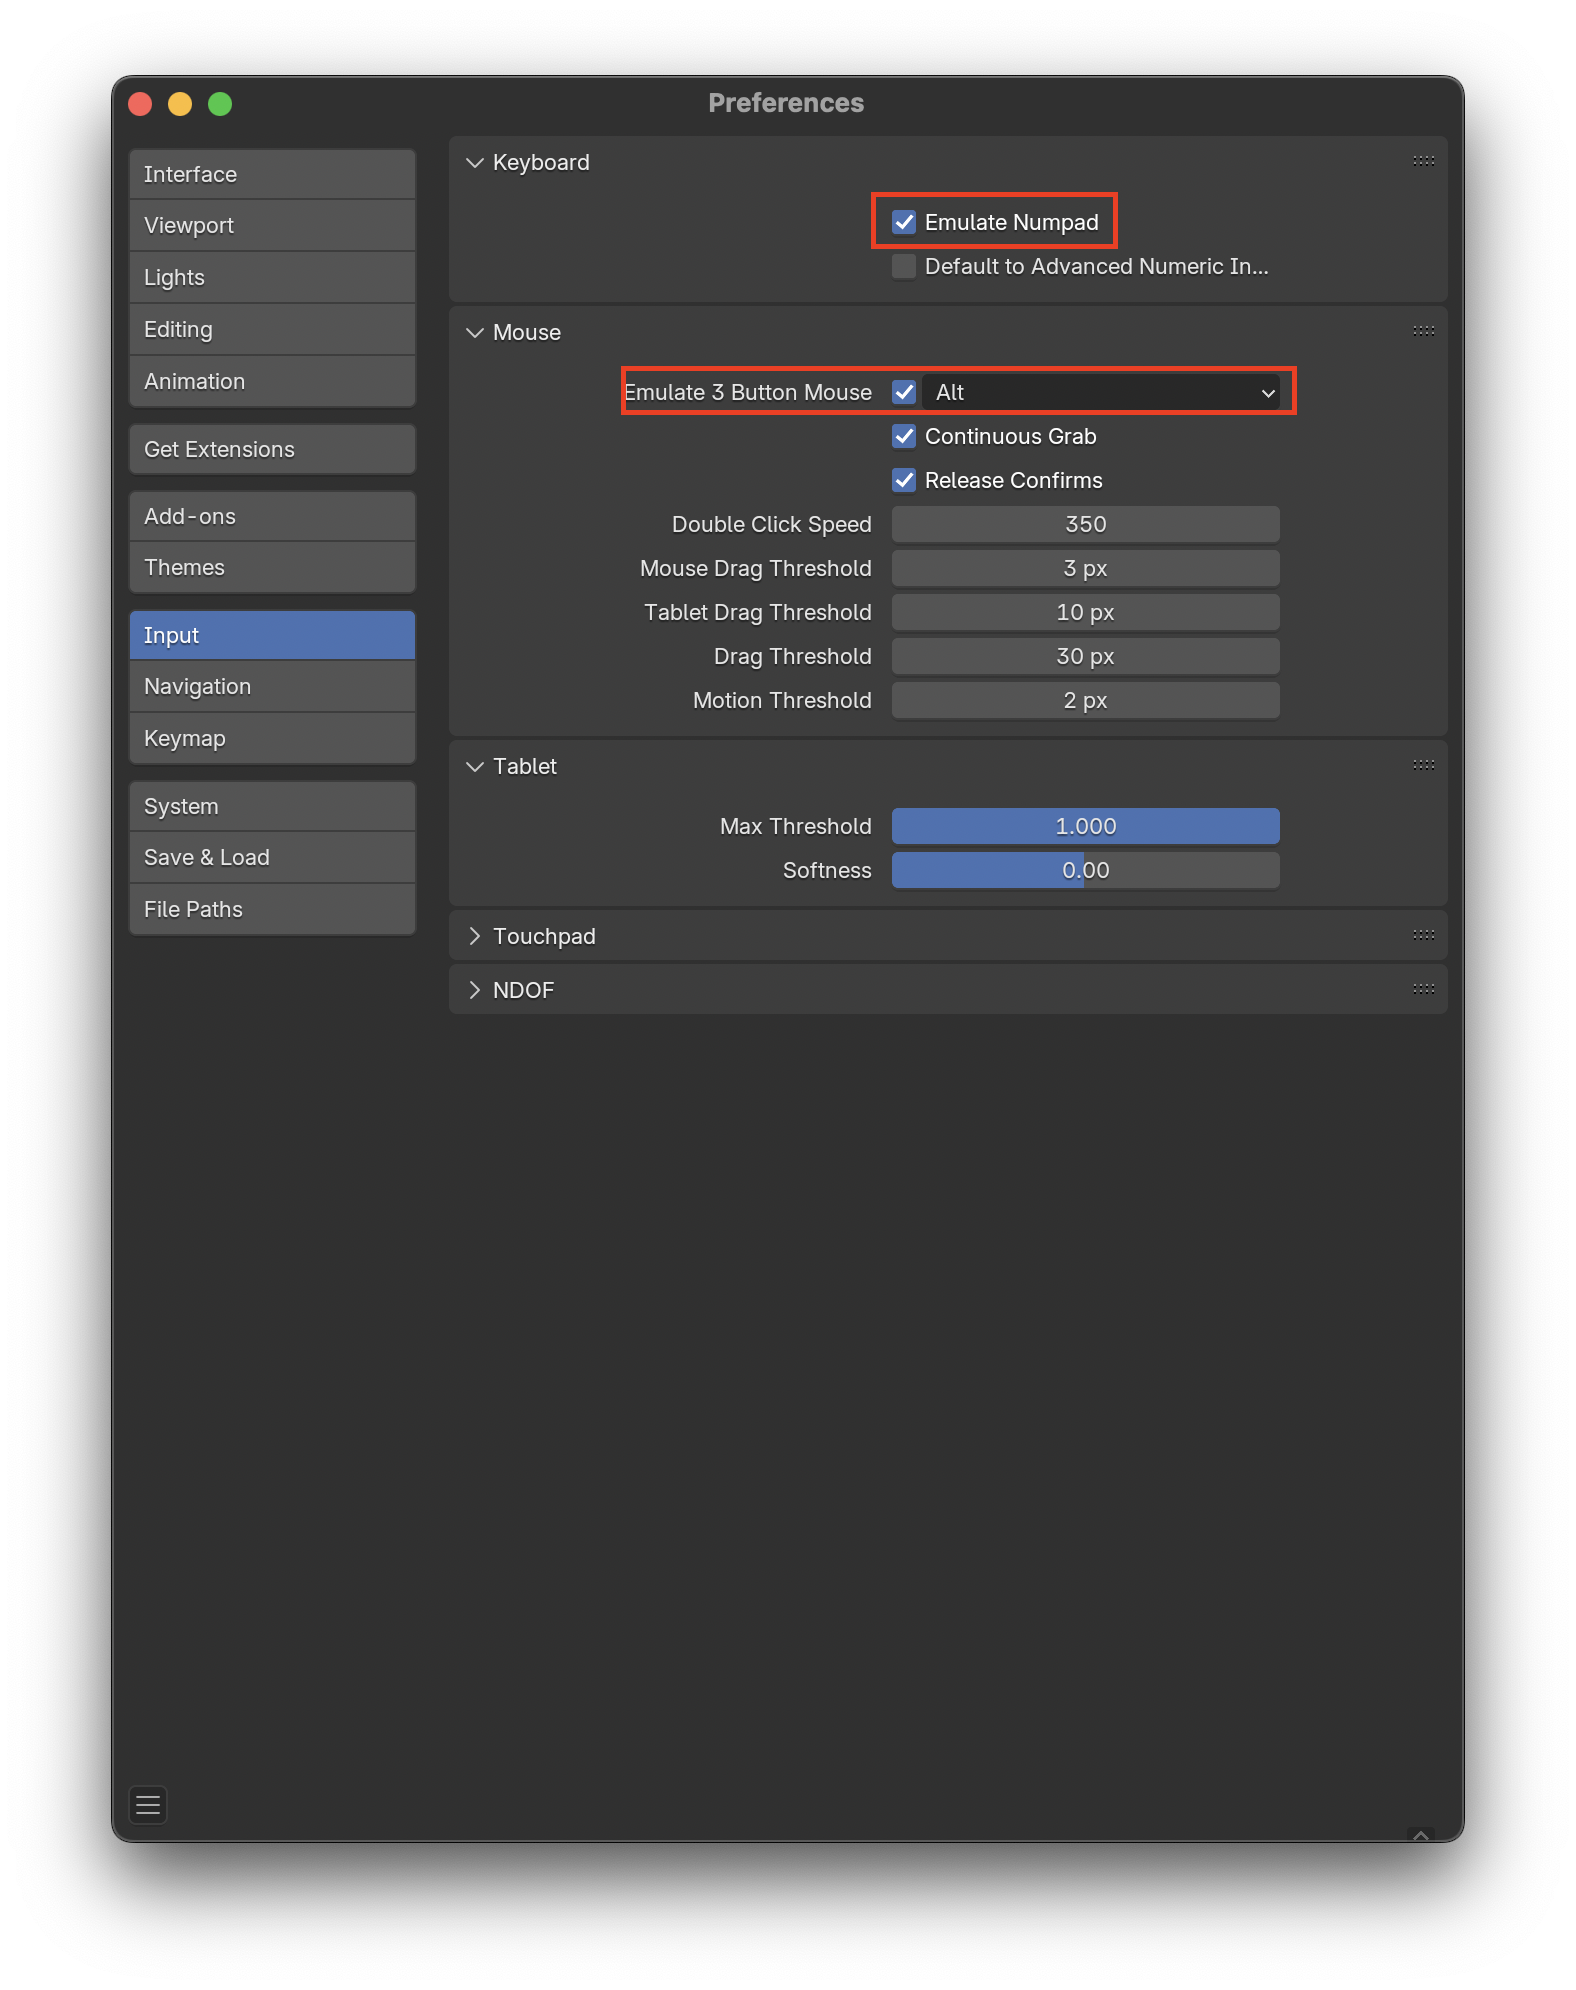 Preferences
Interface
Viewport
Lights
Editing
Animation
Get Extensions
Add-ons
Themes
Input
Navigation
Keymap
System
Save & Load
File Paths
Keyboard
Emulate Numpad
Default to Advanced Numeric In...
Mouse
Emulate 3 Button Mouse Alt
Continuous Grab
Release Confirms
Double Click Speed 350
Mouse Drag Threshold 3 px
Tablet Drag Threshold 10 px
Drag Threshold 30 px
Motion Threshold 2 px
Tablet
Max Threshold 1.000
Softness 0.00
Touchpad
NDOF